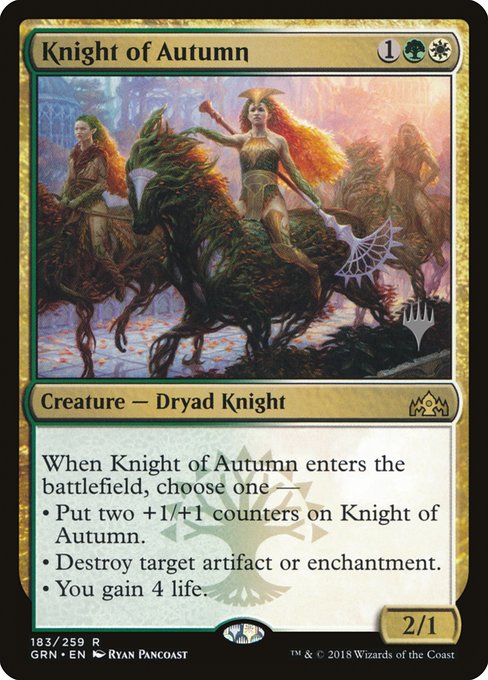 Knight of Autumn 1
Creature — Dryad Knight
When Knight of Autumn enters the
battlefield, choose one —
• Put two +1/+1 counters on Knight of
Autumn.
• Destroy target artifact or enchantment.
• You gain 4 life.
2/1
183/259 R
GRN • EN Ryan Pancoast
™ & © 2018 Wizards of the Coast